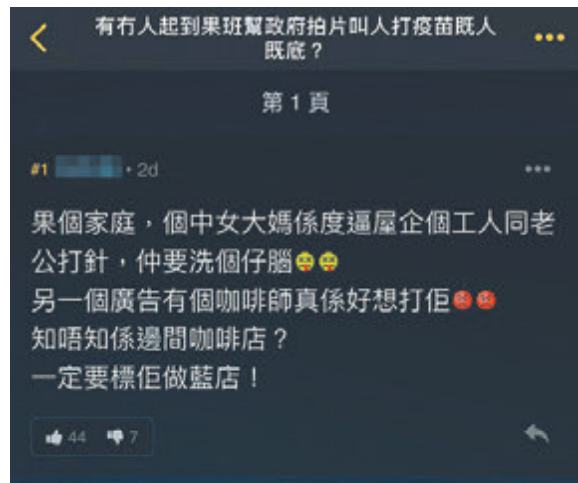 有冇人起到果班幫政府拍片叫人打疫苗既人
既底？
第 1 頁
#1 • 2d
果個家庭，個中女大媽係度逼屋企個工人同老
公打針，仲要洗個仔腦
另一個廣告有個咖啡師真係好想打佢
知唔知係邊間咖啡店？
一定要標佢做藍店！
44 7